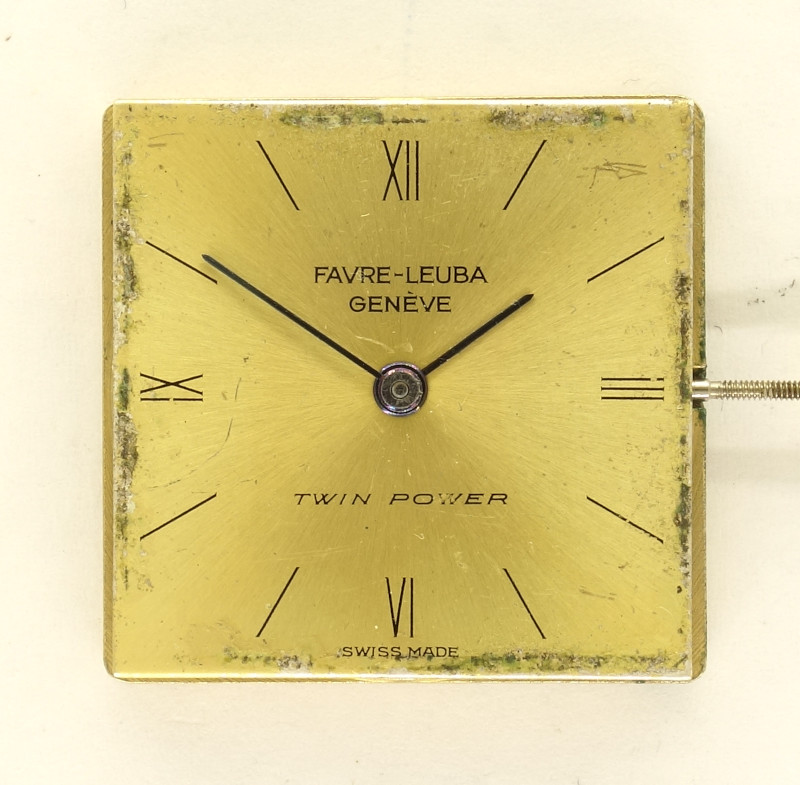 XII
FAVRE-LEUBA
GENÈVE
IX III
TWIN POWER
VI
SWISS MADE